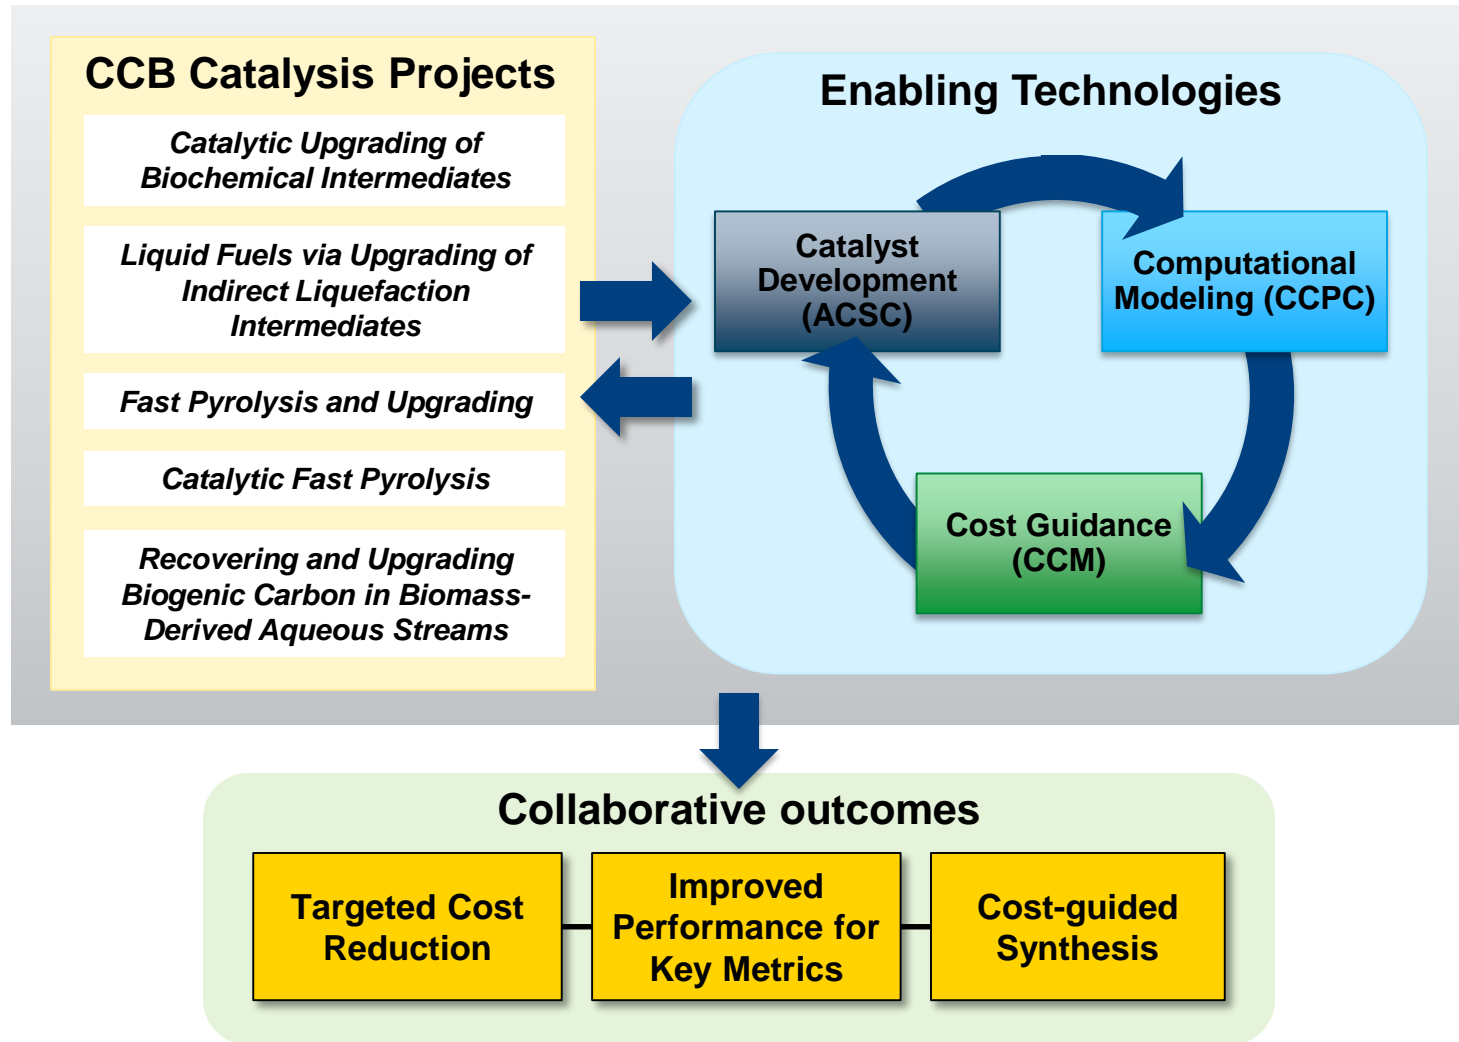 CCB Catalysis Projects
Catalytic Upgrading of
Biochemical Intermediates
Liquid Fuels via Upgrading of
Indirect Liquefaction
Intermediates
Fast Pyrolysis and Upgrading
Catalytic Fast Pyrolysis
Recovering and Upgrading
Biogenic Carbon in Biomass-
Derived Aqueous Streams
Enabling Technologies
Catalyst
Development
(ACSC)
Computational
Modeling (CCPC)
Cost Guidance
(CCM)
Collaborative outcomes
Targeted Cost
Reduction
Improved
Performance for
Key Metrics
Cost-guided
Synthesis